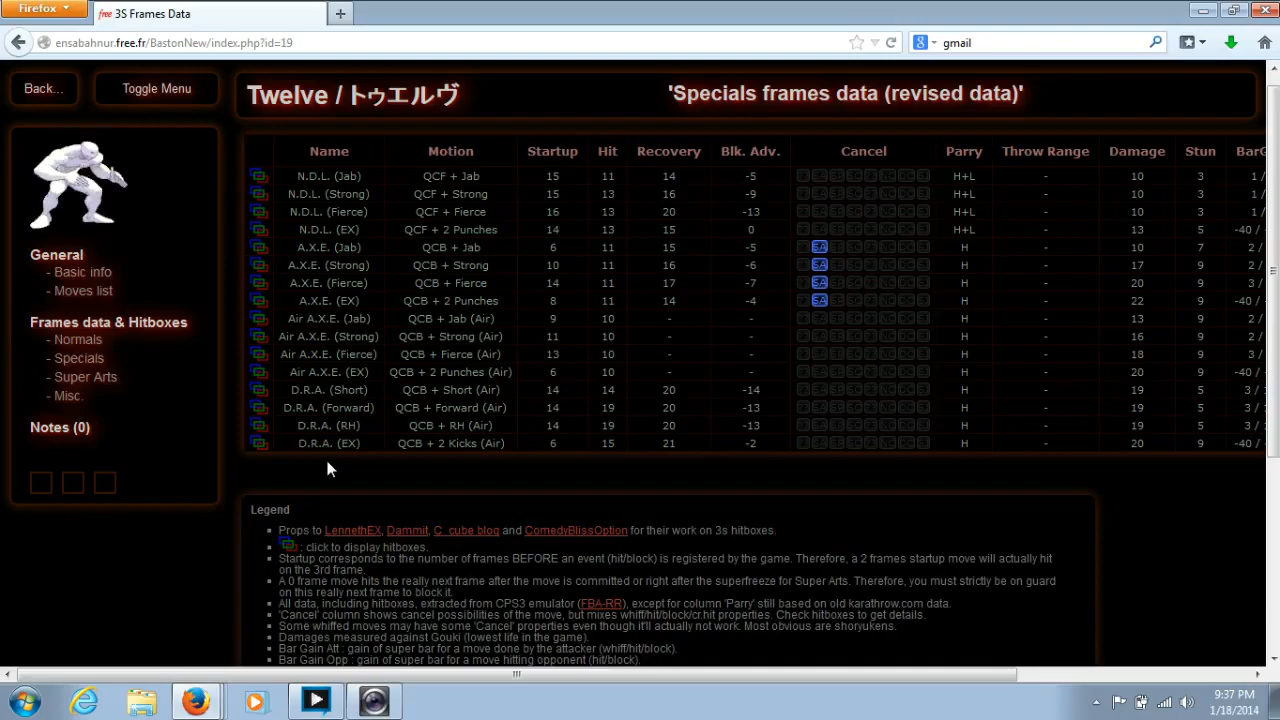 Firefox
free 3S Frames Data
ensabahnur.free.fr/BastonNew/index.php?id=19
gmail
Back...
Toggle Menu
Twelve / トゥエルヴ
'Specials frames data (revised data)'
General
- Basic info
- Moves list
Frames data & Hitboxes
- Normals
- Specials
- Super Arts
- Misc.
Notes (0)
Name Motion Startup Hit Recovery Blk. Adv. Cancel Parry Throw Range Damage Stun BarG
N.D.L. (Jab) QCF + Jab 15 11 14 -5 H+L - 10 3 1 /
N.D.L. (Strong) QCF + Strong 15 13 16 -9 H+L - 10 3 1 /
N.D.L. (Fierce) QCF + Fierce 16 13 20 -13 H+L - 10 3 1 /
N.D.L. (EX) QCF + 2 Punches 14 13 15 0 H+L - 13 5 -40 /
A.X.E. (Jab) QCB + Jab 6 11 15 -5 SA H - 10 7 2 /
A.X.E. (Strong) QCB + Strong 10 11 16 -6 SA H - 17 9 2 /
A.X.E. (Fierce) QCB + Fierce 14 11 17 -7 SA H - 20 9 3 /
A.X.E. (EX) QCB + 2 Punches 8 11 14 -4 SA H - 22 9 -40 /
Air A.X.E. (Jab) QCB + Jab (Air) 9 10 - - H - 13 9 2 /
Air A.X.E. (Strong) QCB + Strong (Air) 11 10 - - H - 16 9 2 /
Air A.X.E. (Fierce) QCB + Fierce (Air) 13 10 - - H - 18 9 3 /
Air A.X.E. (EX) QCB + 2 Punches (Air) 6 10 - - H - 20 9 -40 /
D.R.A. (Short) QCB + Short (Air) 14 14 20 -14 H - 19 5 3 /
D.R.A. (Forward) QCB + Forward (Air) 14 19 20 -13 H - 19 5 3 /
D.R.A. (RH) QCB + RH (Air) 14 19 20 -13 H - 19 5 3 /
D.R.A. (EX) QCB + 2 Kicks (Air) 6 15 21 -2 H - 20 9 -40 /
Legend
Props to LennethEX, Dammit, C_cube blog and ComedyBlissOption for their work on 3s hitboxes.
: click to display hitboxes.
Startup corresponds to the number of frames BEFORE an event (hit/block) is registered by the game. Therefore, a 2 frames startup move will actually hit
on the 3rd frame.
A 0 frame move hits the really next frame after the move is committed or right after the superfreeze for Super Arts. Therefore, you must strictly be on guard
on this really next frame to block it.
All data, including hitboxes, extracted from CPS3 emulator (FBA-RR), except for column 'Parry' still based on old karathrow.com data.
'Cancel' column shows cancel possibilities of the move, but mixes whiff/hit/block/cr.hit properties. Check hitboxes to get details.
Some whiffed moves may have some 'Cancel' properties even though it'll actually not work. Most obvious are shoryukens.
Damages measured against Gouki (lowest life in the game).
Bar Gain Att : gain of super bar for a move done by the attacker (whiff/hit/block).
Bar Gain Opp : gain of super bar for a move hitting opponent (hit/block).
9:37 PM
1/18/2014